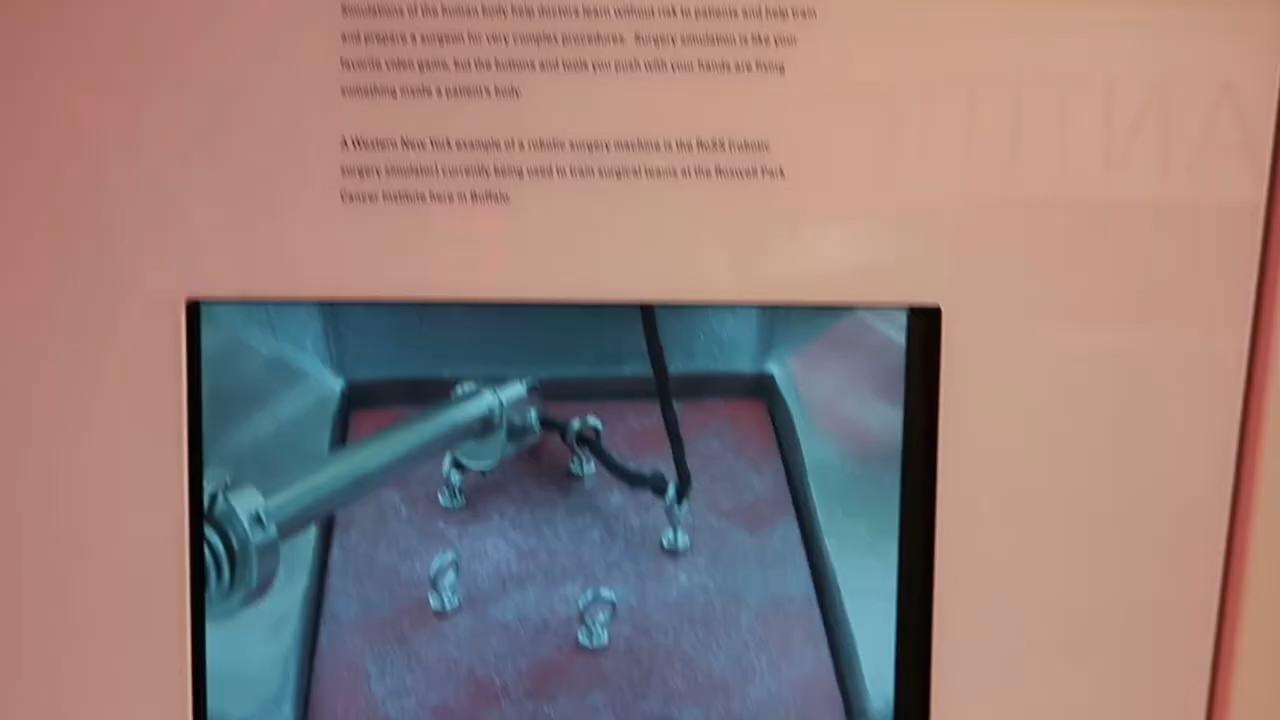 simulations of the human body help doctors learn without risk to patients and help train
and prepare a surgeon for very complex procedures. Surgery simulation is like your
favorite video game, but the buttons and tools you push with your hands are fixing
something inside a patient's body.
A Western New York example of a robotic surgery machine is the RoSS (robotic
surgery simulator) currently being used to train surgical teams at the Roswell Park
Cancer Institute here in Buffalo.